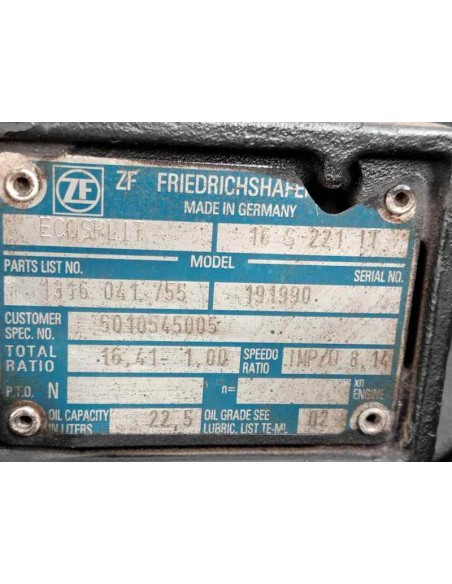 ZF ZF FRIEDRICHSHAFEN
MADE IN GERMANY
ECOSPLIT 16 S 221 IT
PARTS LIST NO. MODEL SERIAL NO.
1316 041 755 191990
CUSTOMER SPEC. NO. 5010545005
TOTAL RATIO 16,41- 1,00 SPEEDO RATIO IMP/U 8,14
P.T.O. N n= xn ENGINE
OIL CAPACITY IN LITERS 22,5 OIL GRADE SEE LUBRIC. LIST TE-ML 02